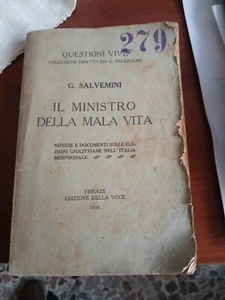 QUESTIONI VIVE
279
COLLEZIONE DIRETTA DA G. PREZZOLINI
G. SALVEMINI
IL MINISTRO
DELLA MALA VITA
NOTIZIE E DOCUMENTI SULLE ELE-
ZIONI GIOLITTIANE NELL'ITALIA
MERIDIONALE
FIRENZE
EDIZIONE DELLA VOCE